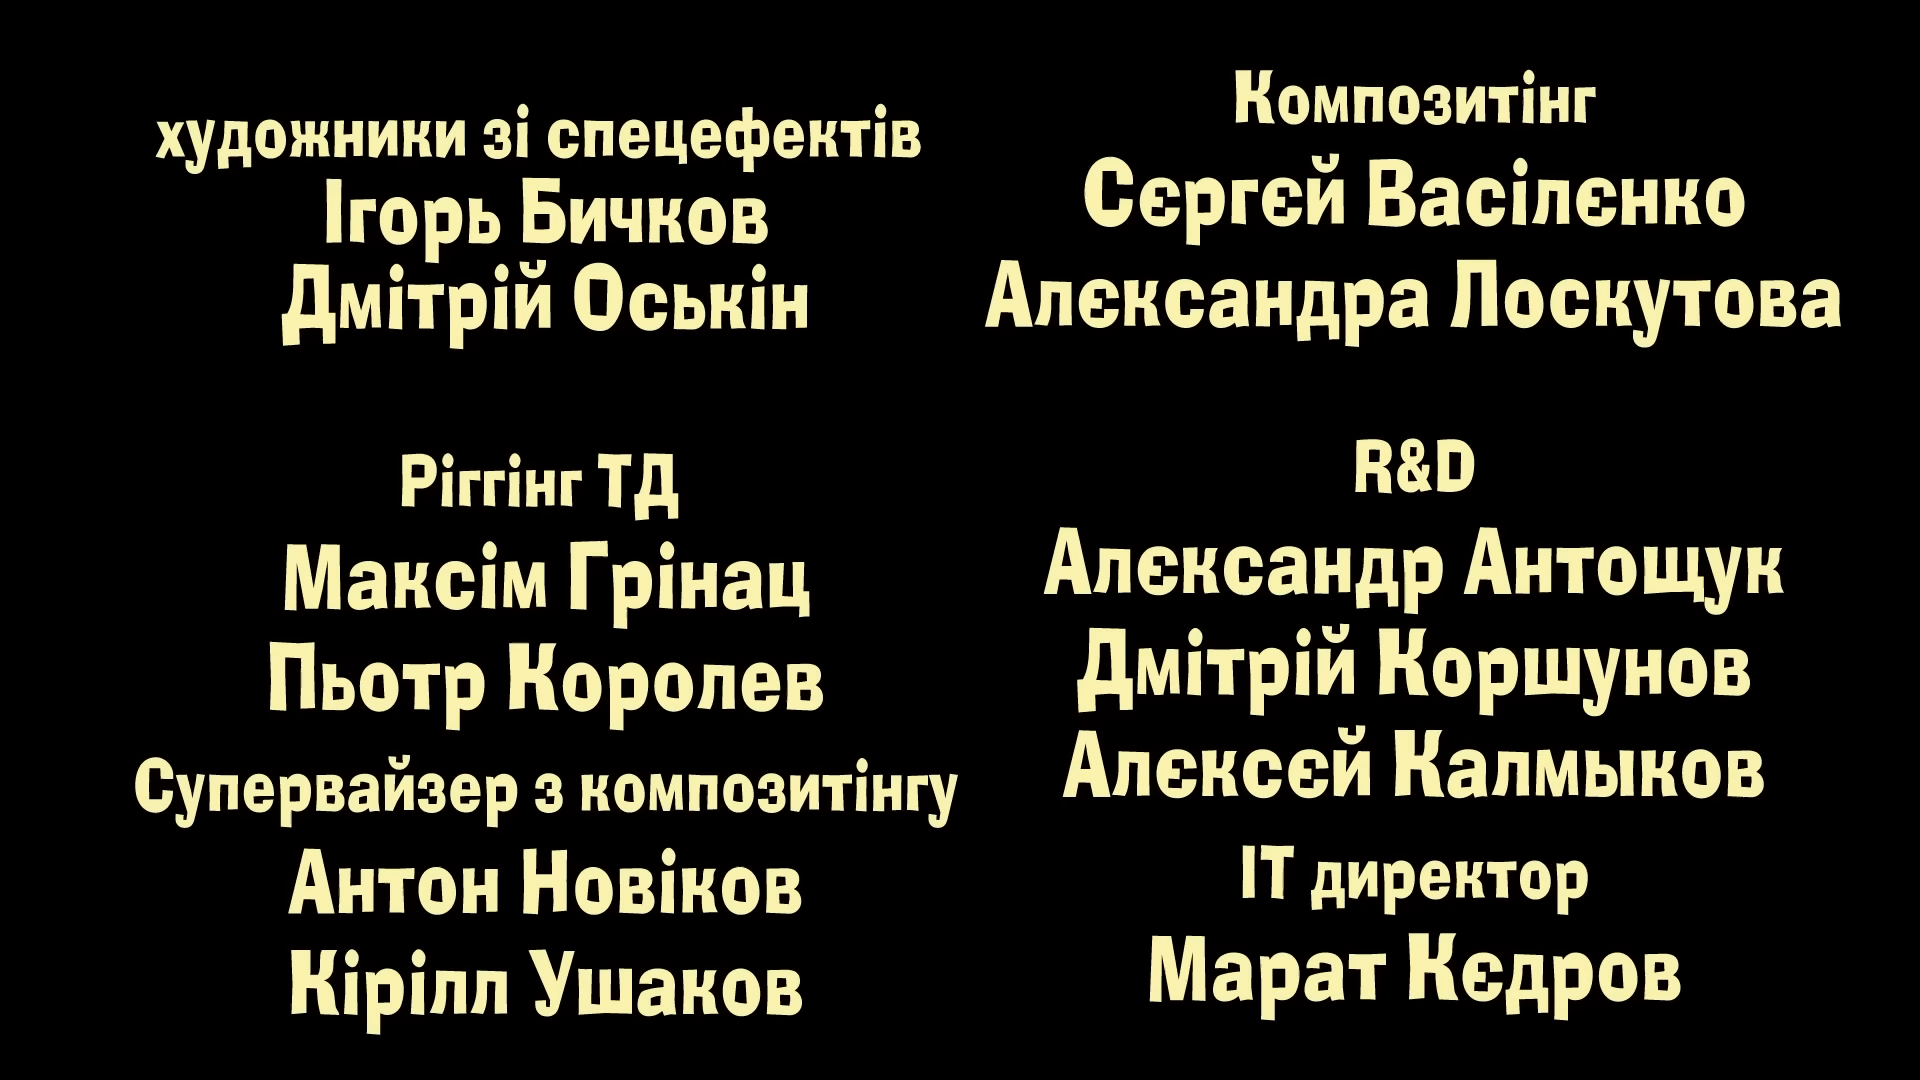 художники зі спецефектів
Ігорь Бичков
Дмітрій Оськін
Ріггінг ТД
Максім Грінац
Пьотр Королев
Супервайзер з композитінгу
Антон Новіков
Кірілл Ушаков
Композитінг
Сєргєй Васілєнко
Алєксандра Лоскутова
R&D
Алєксандр Антощук
Дмітрій Коршунов
Алєксєй Калмыков
ІТ директор
Марат Кєдров